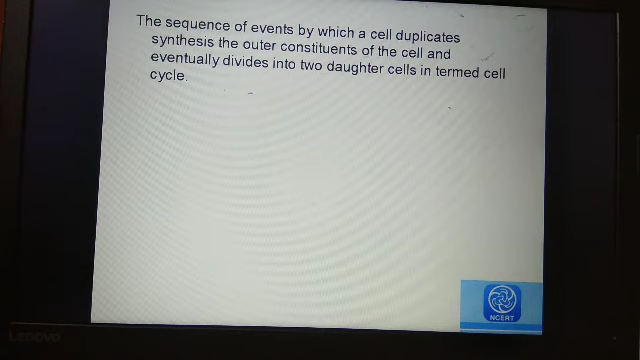 The sequence of events by which a cell duplicates
synthesis the outer constituents of the cell and
eventually divides into two daughter cells in termed cell
cycle.
NCERT
Lenovo